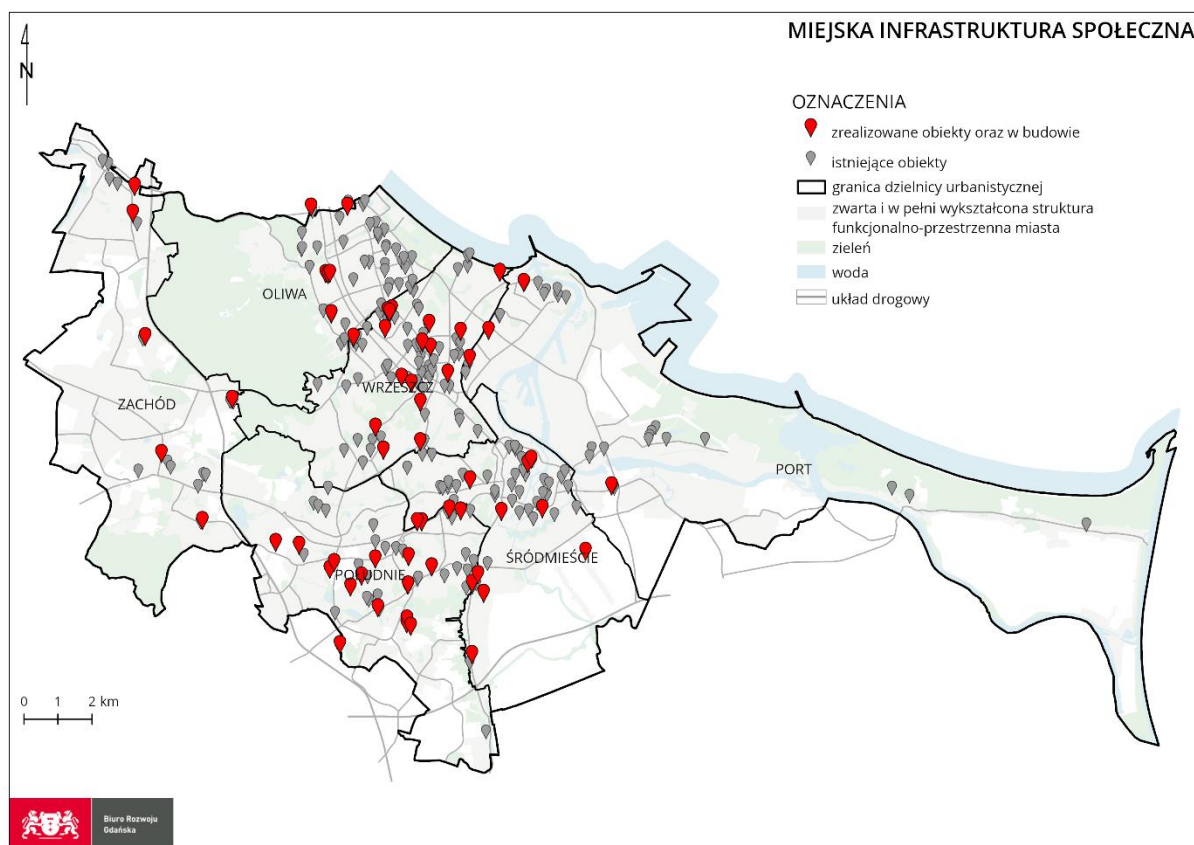 MIEJSKA INFRASTRUKTURA SPOŁECZNA
N
OZNACZENIA
zrealizowane obiekty oraz w budowie
istniejące obiekty
granica dzielnicy urbanistycznej
zwarta i w pełni wykształcona struktura
funkcjonalno-przestrzenna miasta
zieleń
woda
układ drogowy
OLIWA
WRZESZCZ
ZACHÓD
PORT
ŚRÓDMIEŚCIE
POŁUDNIE
0 1 2 km
Biuro Rozwoju
Gdańska